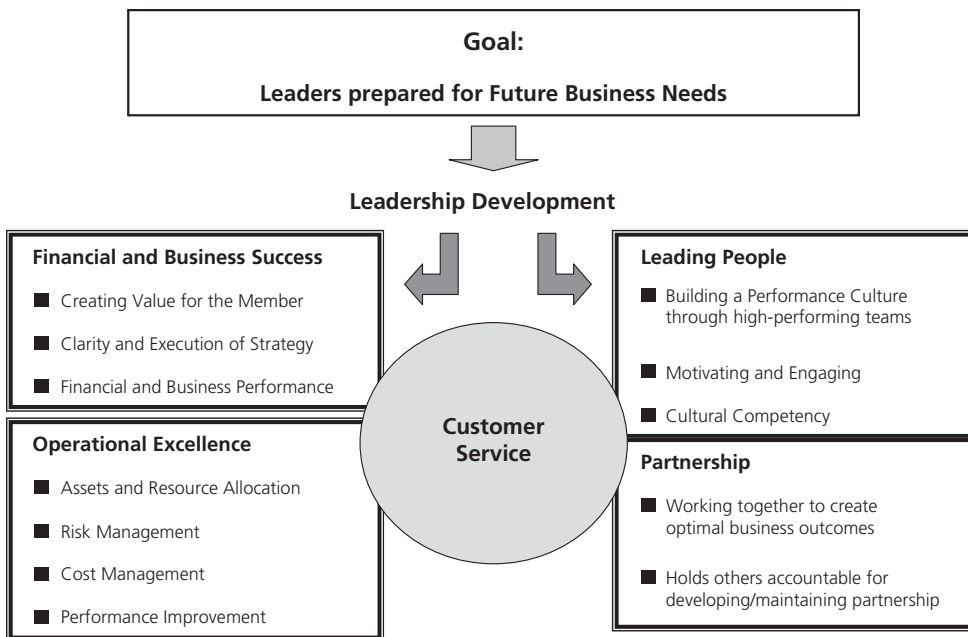 Goal:
Leaders prepared for Future Business Needs
Leadership Development
Financial and Business Success
Creating Value for the Member
Clarity and Execution of Strategy
Financial and Business Performance
Operational Excellence
Assets and Resource Allocation
Risk Management
Cost Management
Performance Improvement
Customer
Service
Leading People
Building a Performance Culture
through high-performing teams
Motivating and Engaging
Cultural Competency
Partnership
Working together to create
optimal business outcomes
Holds others accountable for
developing/maintaining partnership